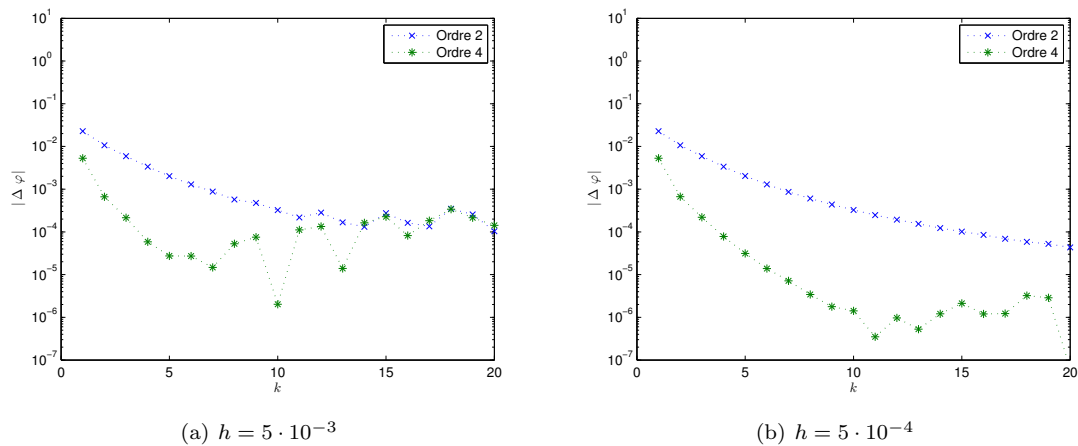 10^1
10^0
10^-1
10^-2
10^-3
10^-4
10^-5
10^-6
10^-7
|Δ φ|
0 5 10 15 20
k
Ordre 2
Ordre 4
(a) h = 5 · 10^-3
10^1
10^0
10^-1
10^-2
10^-3
10^-4
10^-5
10^-6
10^-7
|Δ φ|
0 5 10 15 20
k
Ordre 2
Ordre 4
(b) h = 5 · 10^-4